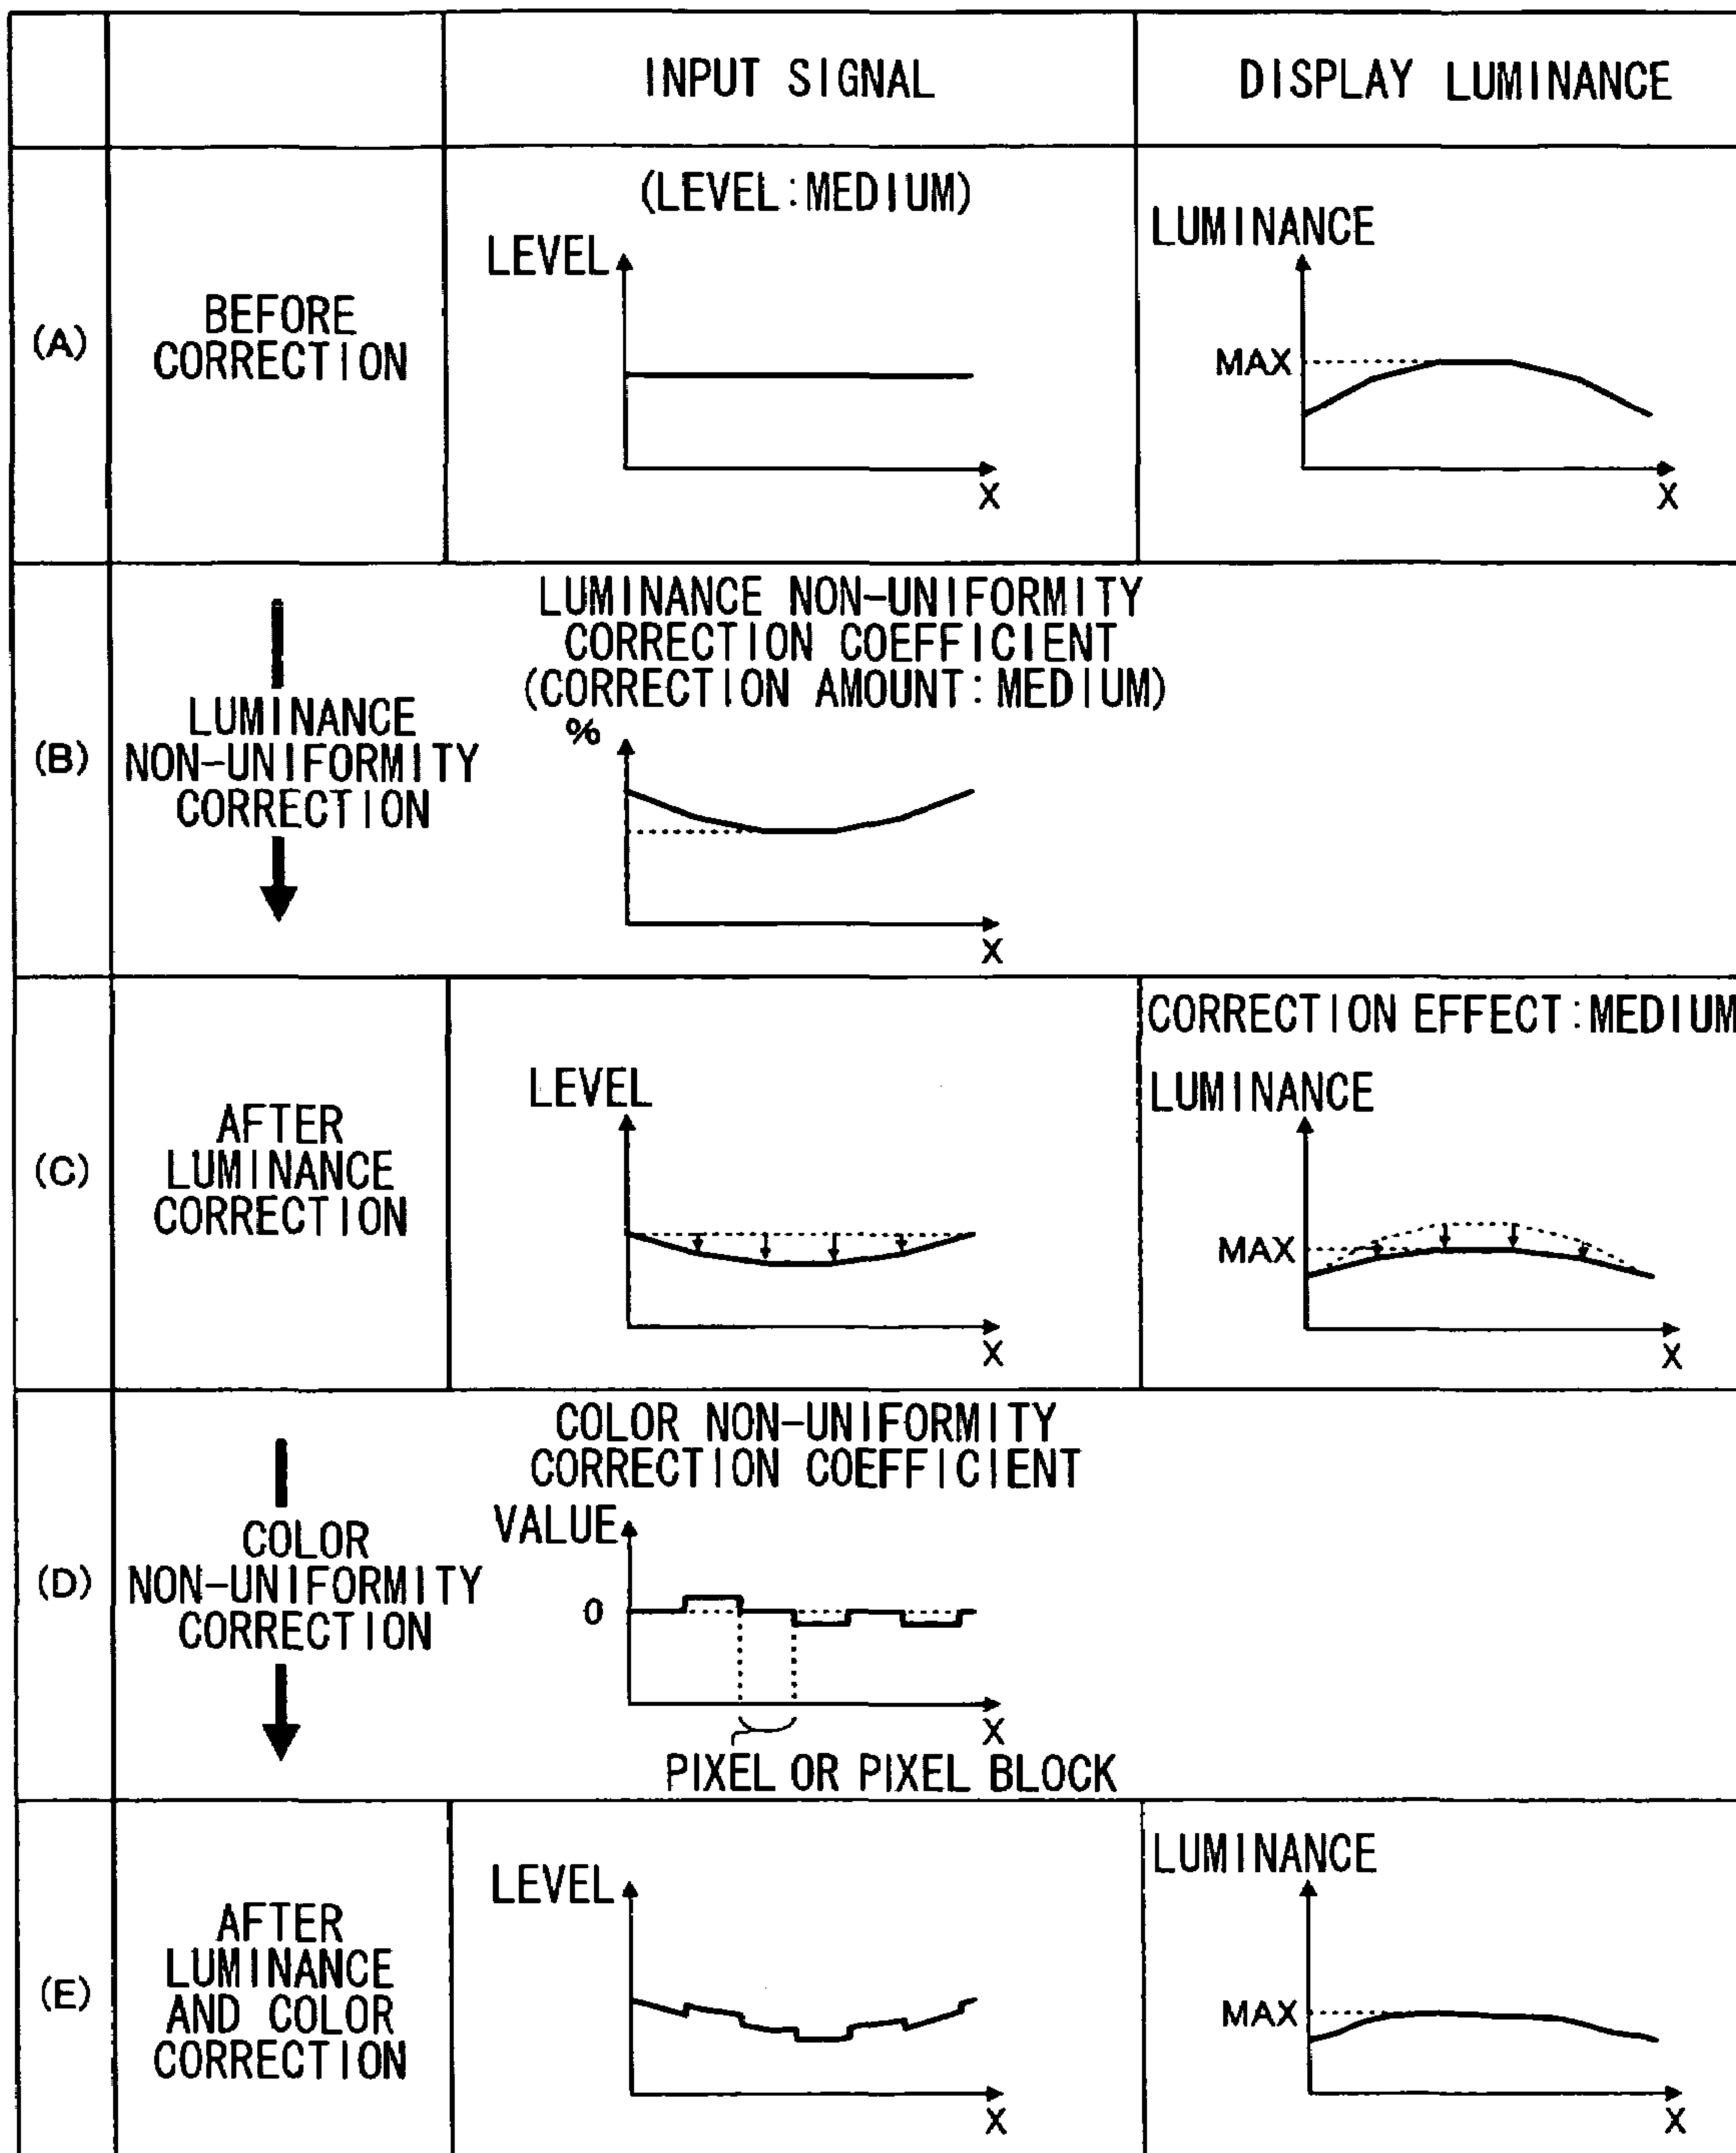 INPUT SIGNAL
DISPLAY LUMINANCE
(A)
BEFORE
CORRECTION
(LEVEL:MEDIUM)
LEVEL
X
LUMINANCE
MAX
X
(B)
LUMINANCE
NON-UNIFORMITY
CORRECTION
LUMINANCE NON-UNIFORMITY
CORRECTION COEFFICIENT
(CORRECTION AMOUNT:MEDIUM)
%
X
(C)
AFTER
LUMINANCE
CORRECTION
LEVEL
X
CORRECTION EFFECT:MEDIUM
LUMINANCE
MAX
X
(D)
COLOR
NON-UNIFORMITY
CORRECTION
COLOR NON-UNIFORMITY
CORRECTION COEFFICIENT
VALUE
0
X
PIXEL OR PIXEL BLOCK
(E)
AFTER
LUMINANCE
AND COLOR
CORRECTION
LEVEL
X
LUMINANCE
MAX
X